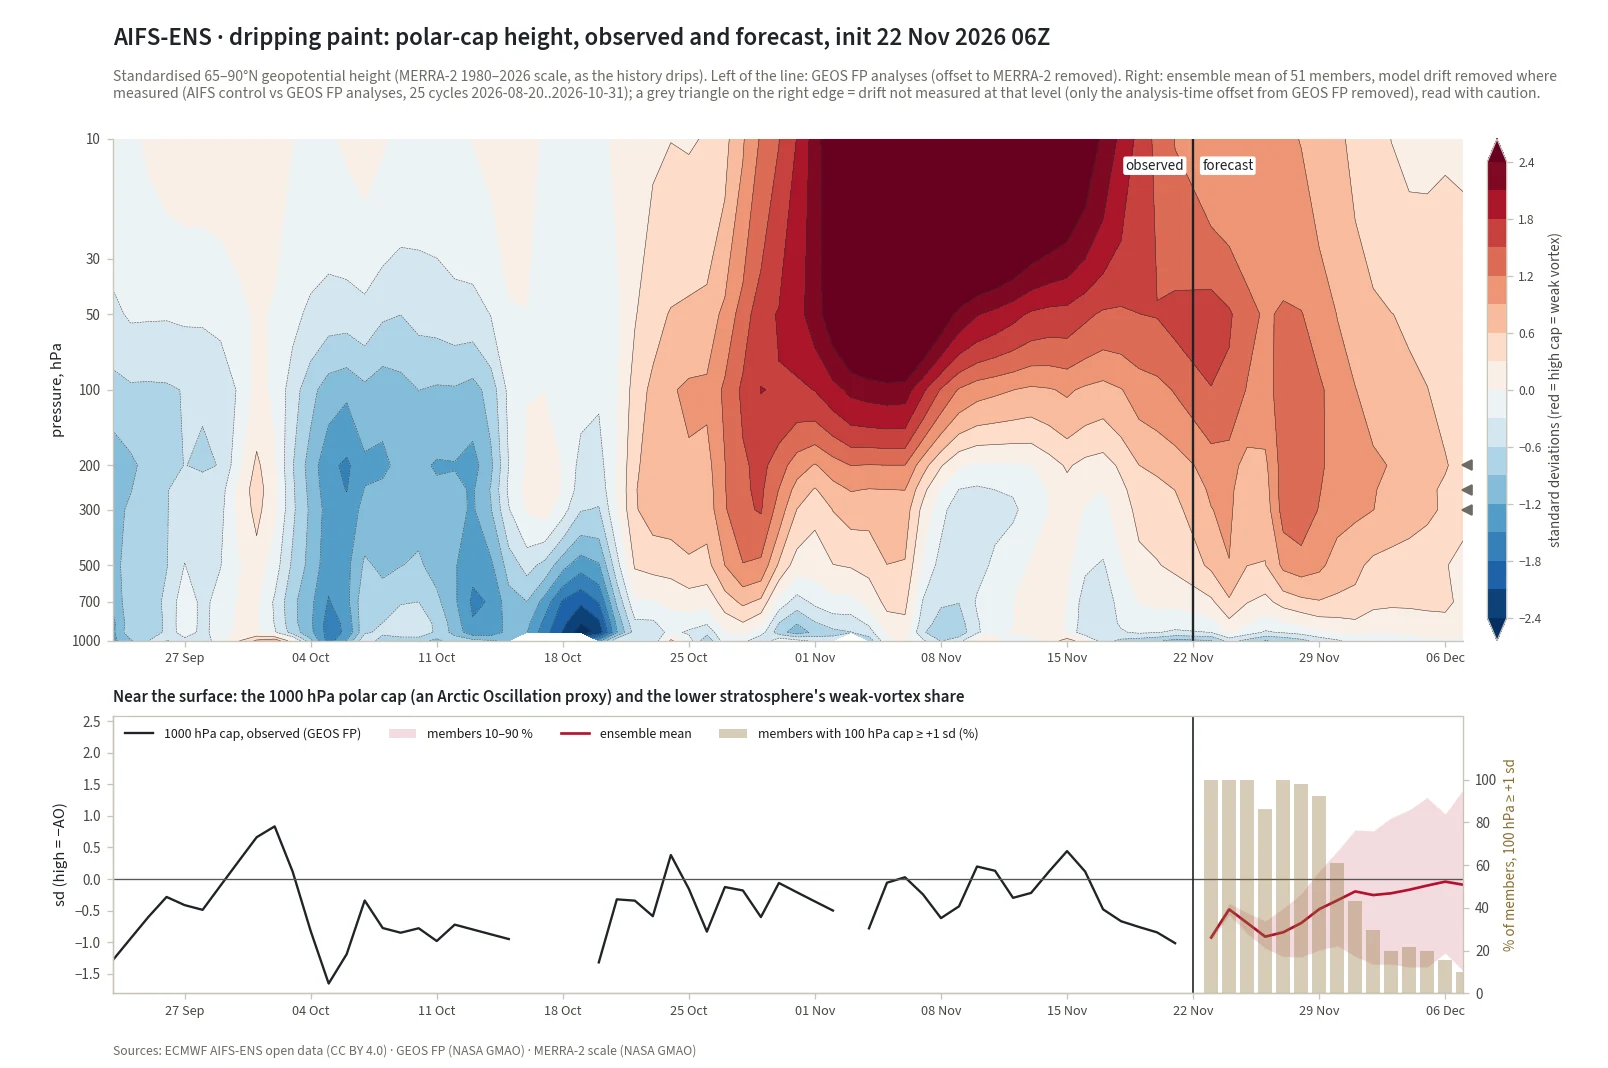 AIFS-ENS · dripping paint: polar-cap height, observed and forecast, init 22 Nov 2026 06Z
Standardised 65–90°N geopotential height (MERRA-2 1980–2026 scale, as the history drips). Left of the line: GEOS FP analyses (offset to MERRA-2 removed). Right: ensemble mean of 51 members, model drift removed where
measured (AIFS control vs GEOS FP analyses, 25 cycles 2026-08-20..2026-10-31); a grey triangle on the right edge = drift not measured at that level (only the analysis-time offset from GEOS FP removed), read with caution.
pressure, hPa
10
30
50
100
200
300
500
700
1000
observed
forecast
27 Sep
04 Oct
11 Oct
18 Oct
25 Oct
01 Nov
08 Nov
15 Nov
22 Nov
29 Nov
06 Dec
2.4
1.8
1.2
0.6
0.0
−0.6
−1.2
−1.8
−2.4
standard deviations (red = high cap = weak vortex)
Near the surface: the 1000 hPa polar cap (an Arctic Oscillation proxy) and the lower stratosphere's weak-vortex share
sd (high = −AO)
2.5
2.0
1.5
1.0
0.5
0.0
−0.5
−1.0
−1.5
1000 hPa cap, observed (GEOS FP)
members 10–90 %
ensemble mean
members with 100 hPa cap ≥ +1 sd (%)
100
80
60
40
20
0
% of members, 100 hPa ≥ +1 sd
27 Sep
04 Oct
11 Oct
18 Oct
25 Oct
01 Nov
08 Nov
15 Nov
22 Nov
29 Nov
06 Dec
Sources: ECMWF AIFS-ENS open data (CC BY 4.0) · GEOS FP (NASA GMAO) · MERRA-2 scale (NASA GMAO)